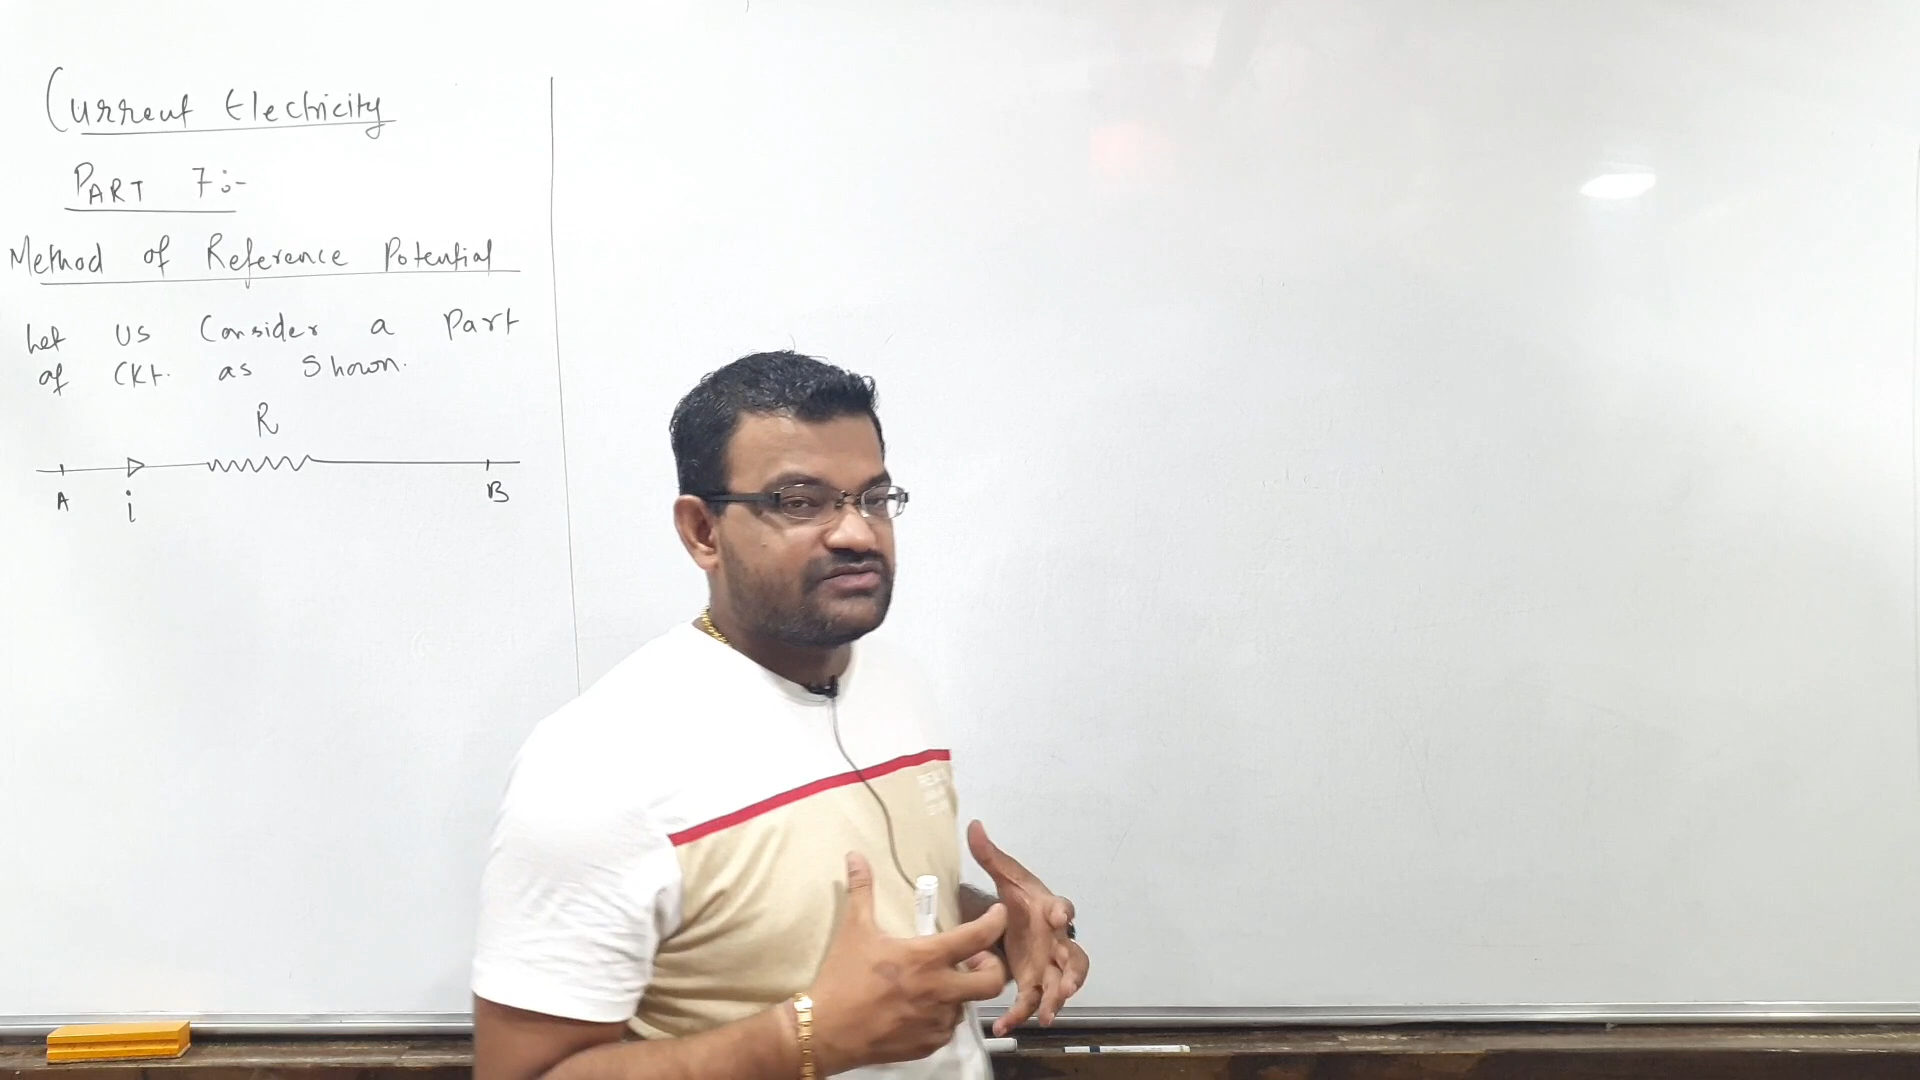 Current Electricity
PART 7:-
Method of Reference Potential
Let us Consider a Part
of CKt. as Shown.
R
A
i
B